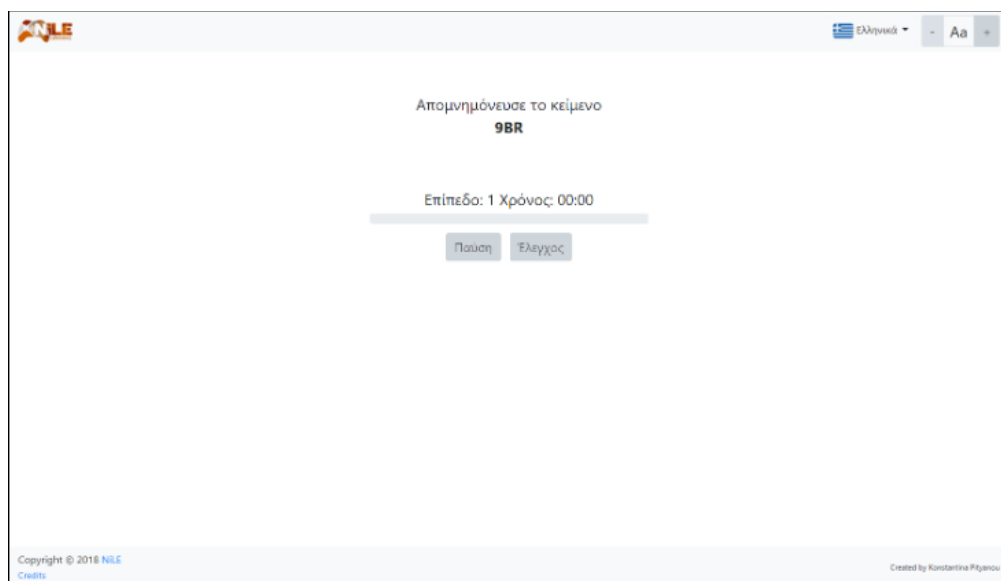 NiLE
Ελληνικά
- Aa +
Απομνημόνευσε το κείμενο
9BR
Επίπεδο: 1 Χρόνος: 00:00
Παύση Έλεγχος
Copyright © 2018 NiLE
Credits
Created by Konstantina Pityanou